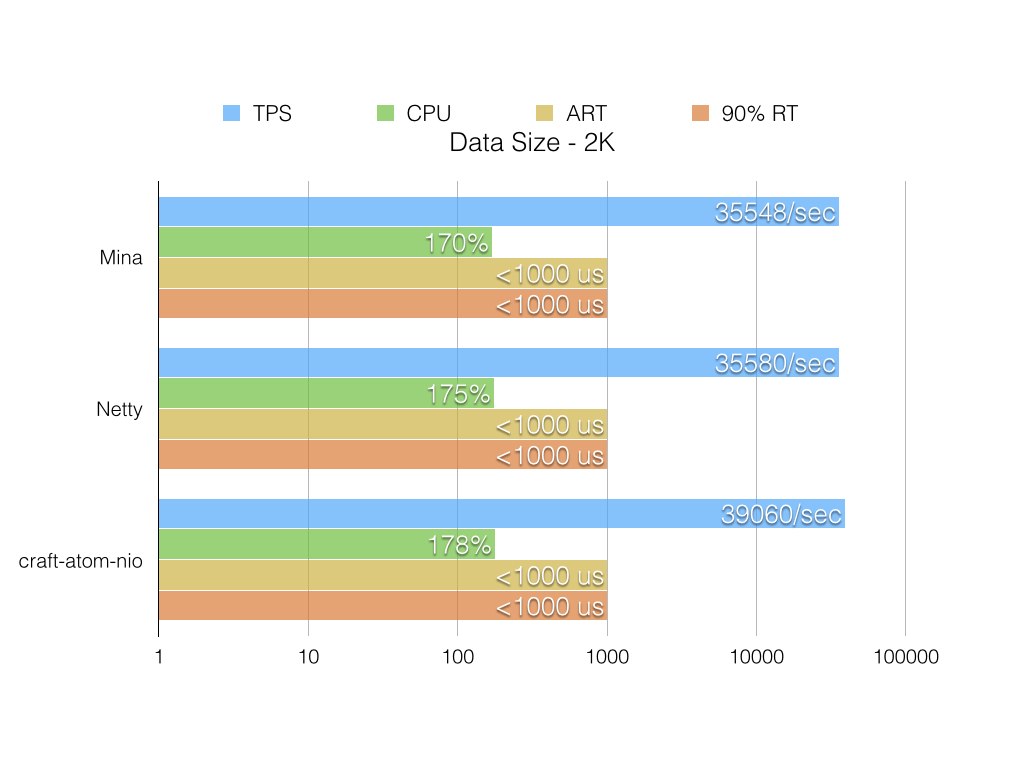 TPS CPU ART 90% RT
Data Size - 2K
Mina
35548/sec
170%
<1000 us
<1000 us
Netty
35580/sec
175%
<1000 us
<1000 us
craft-atom-nio
39060/sec
178%
<1000 us
<1000 us
1 10 100 1000 10000 100000